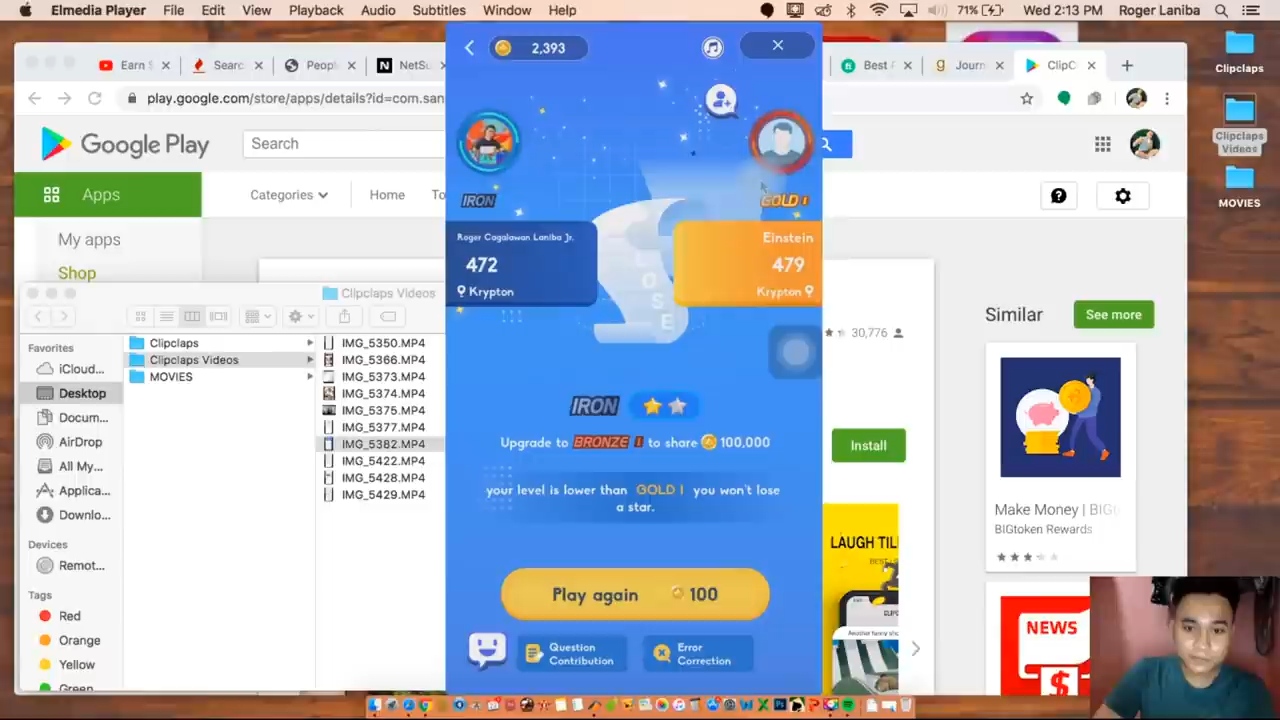 Elmedia Player File Edit View Playback Audio Subtitles Window Help
71% Wed 2:13 PM Roger Laniba
Earn S
Searc
People
NetSu
Best F
Journ
ClipC
play.google.com/store/apps/details?id=com.san
Google Play
Search
Apps
Categories
Home
To
My apps
Shop
Clipclaps Videos
Favorites
iCloud...
Desktop
Docum...
AirDrop
All My...
Applica...
Downlo...
Devices
Remot...
Tags
Red
Orange
Yellow
Green
Clipclaps
Clipclaps Videos
MOVIES
IMG_5350.MP4
IMG_5366.MP4
IMG_5373.MP4
IMG_5374.MP4
IMG_5375.MP4
IMG_5377.MP4
IMG_5382.MP4
IMG_5422.MP4
IMG_5428.MP4
IMG_5429.MP4
2,393
IRON
GOLD I
Roger Cagalawan Laniba Jr.
472
Krypton
Einstein
479
Krypton
LOSE
IRON
Upgrade to BRONZE I to share 100,000
your level is lower than GOLD I you won't lose
a star.
Play again 100
Question
Contribution
Error
Correction
30,776
Install
LAUGH TIL
Another funny sho
Similar
See more
Make Money | BIG
BIGtoken Rewards
NEWS
$
Clipclaps
Clipclaps
Videos
MOVIES